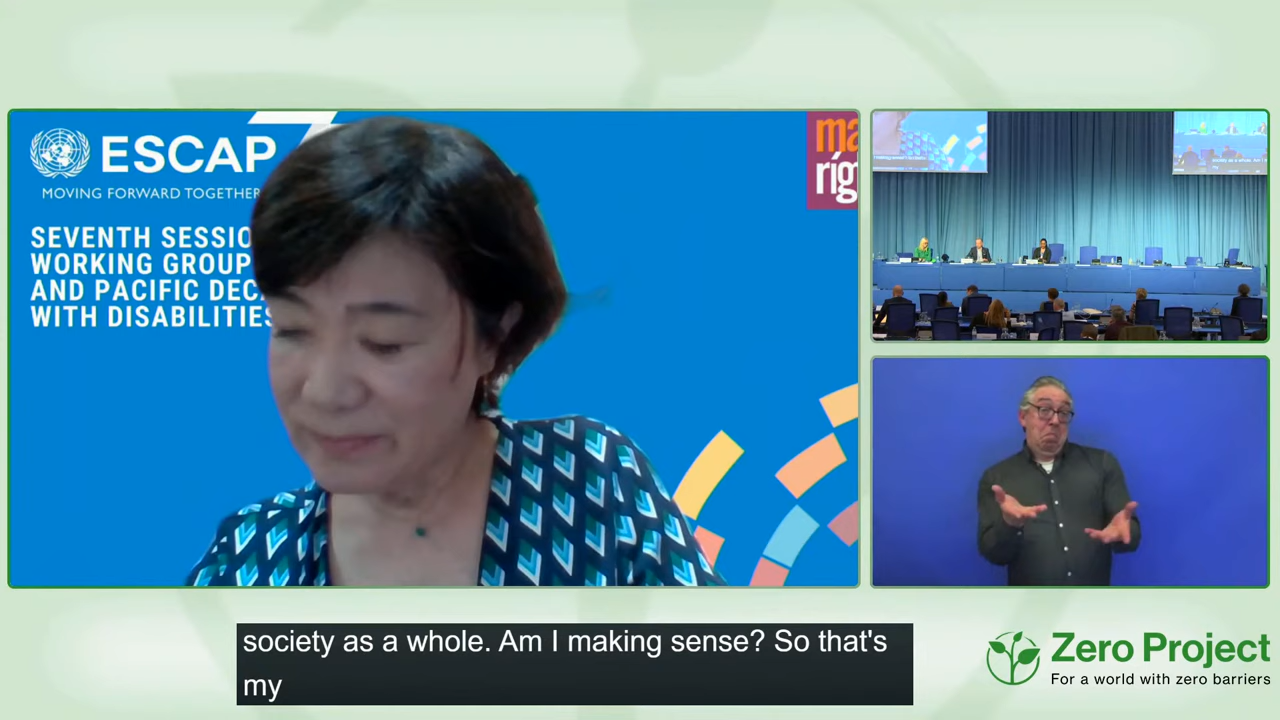 ESCAP
MOVING FORWARD TOGETHER
SEVENTH SESSIO
WORKING GROUP
AND PACIFIC DEC
WITH DISABILITIES
ma
rig
society as a whole. Am I making sense? So that's
my
Zero Project
For a world with zero barriers